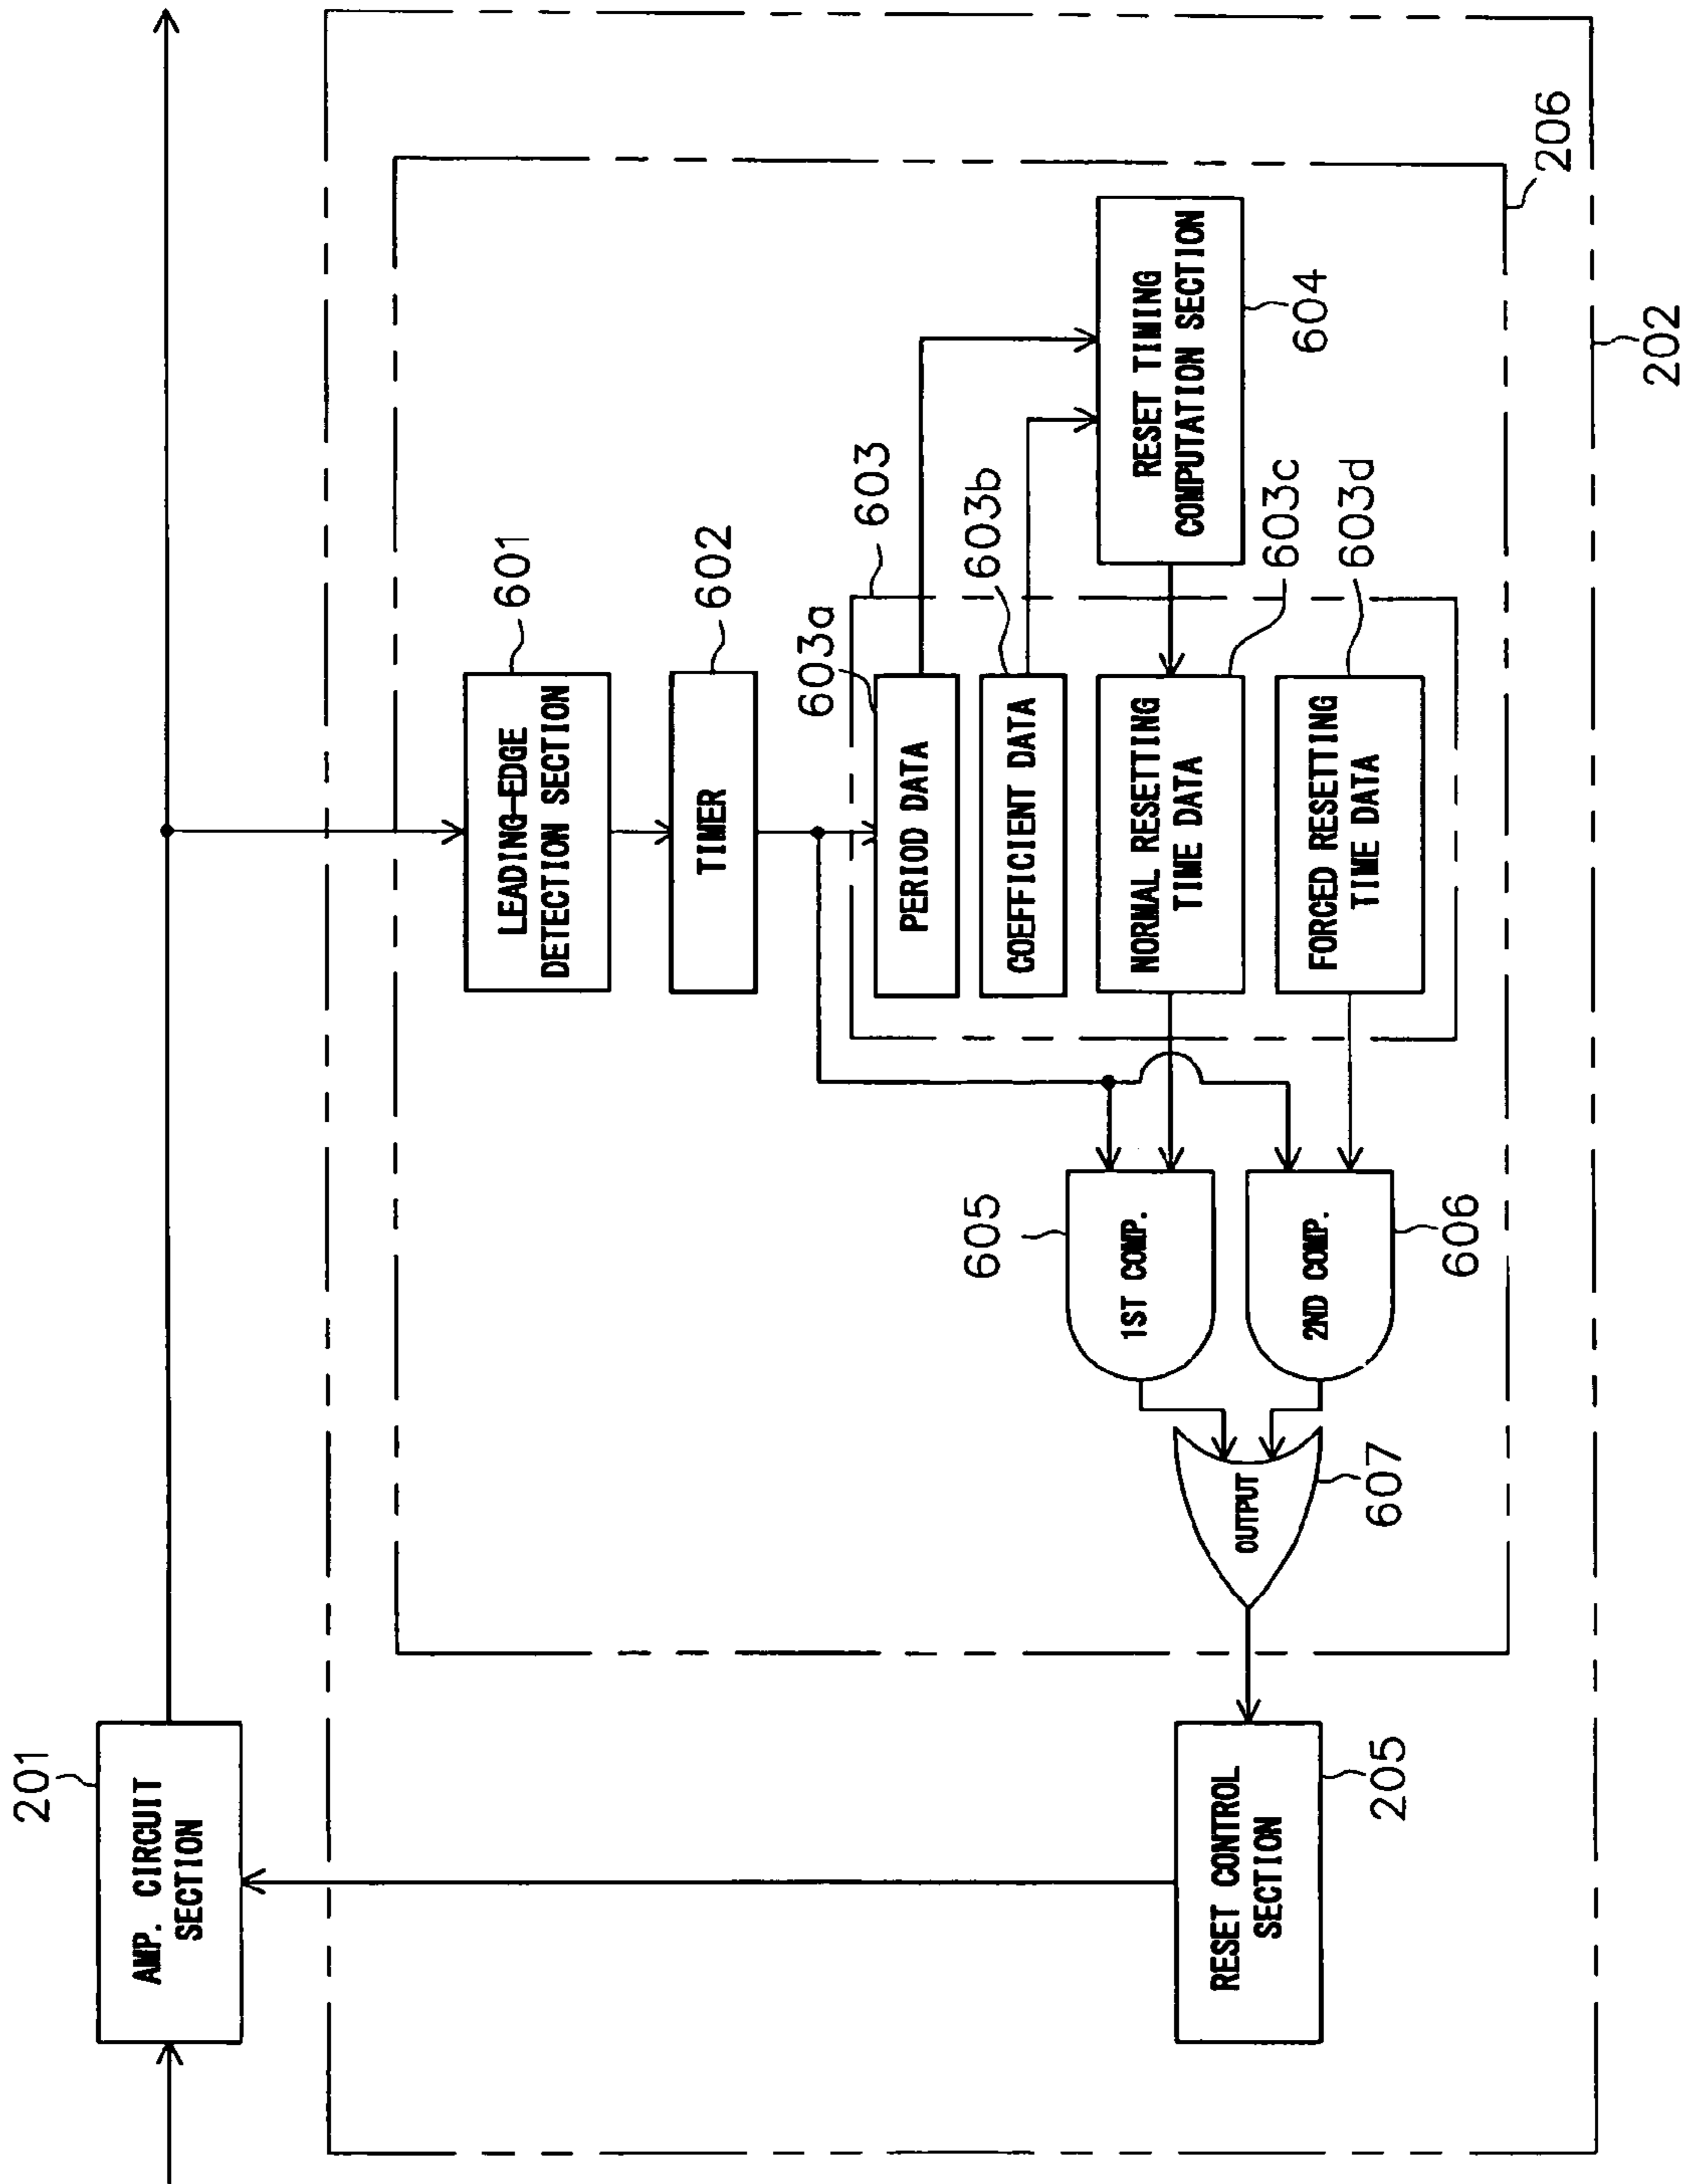 201
AMP. CIRCUIT
SECTION
LEADING-EDGE
DETECTION SECTION
601
TIMER
602
603a
603
PERIOD DATA
COEFFICIENT DATA
603b
NORMAL RESETTING
TIME DATA
603c
FORCED RESETTING
TIME DATA
603d
RESET TIMING
COMPUTATION SECTION
604
605
1ST COMP.
2ND COMP.
606
OUTPUT
607
RESET CONTROL
SECTION
205
206
202